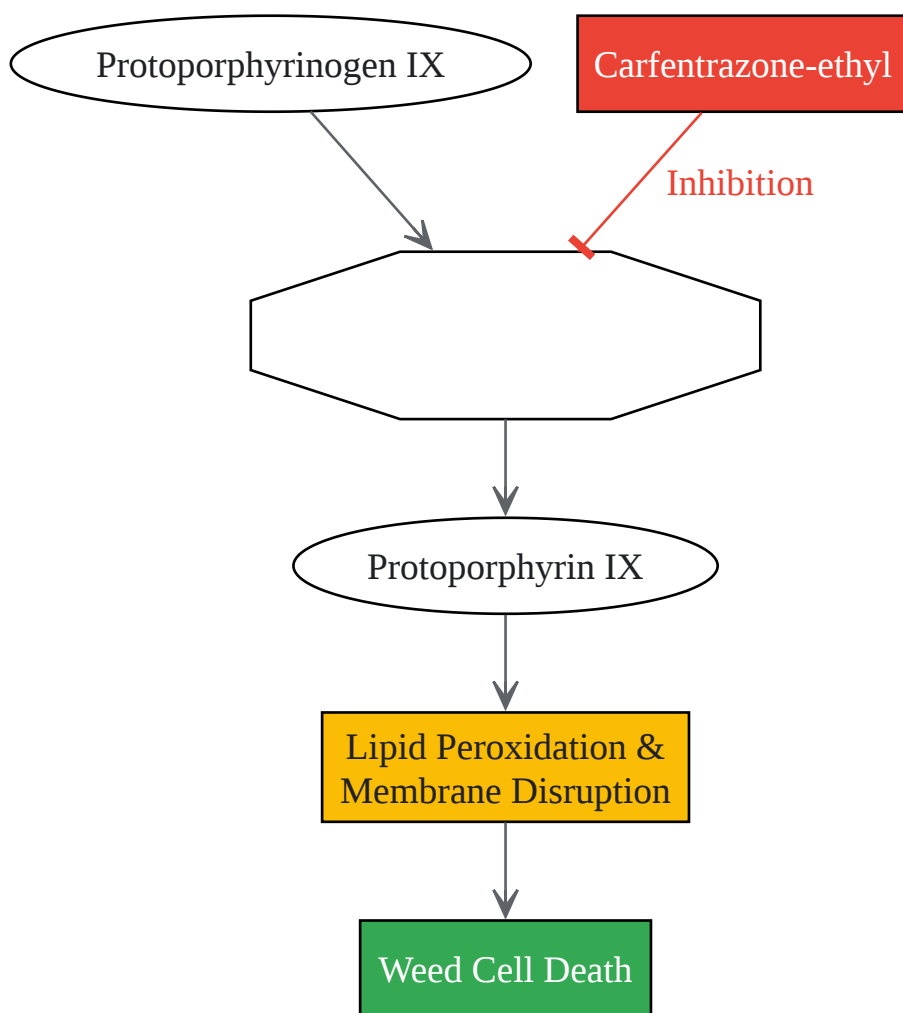 Protoporphyrinogen IX
Carfentrazone-ethyl
Inhibition
Protoporphyrin IX
Lipid Peroxidation &
Membrane Disruption
Weed Cell Death